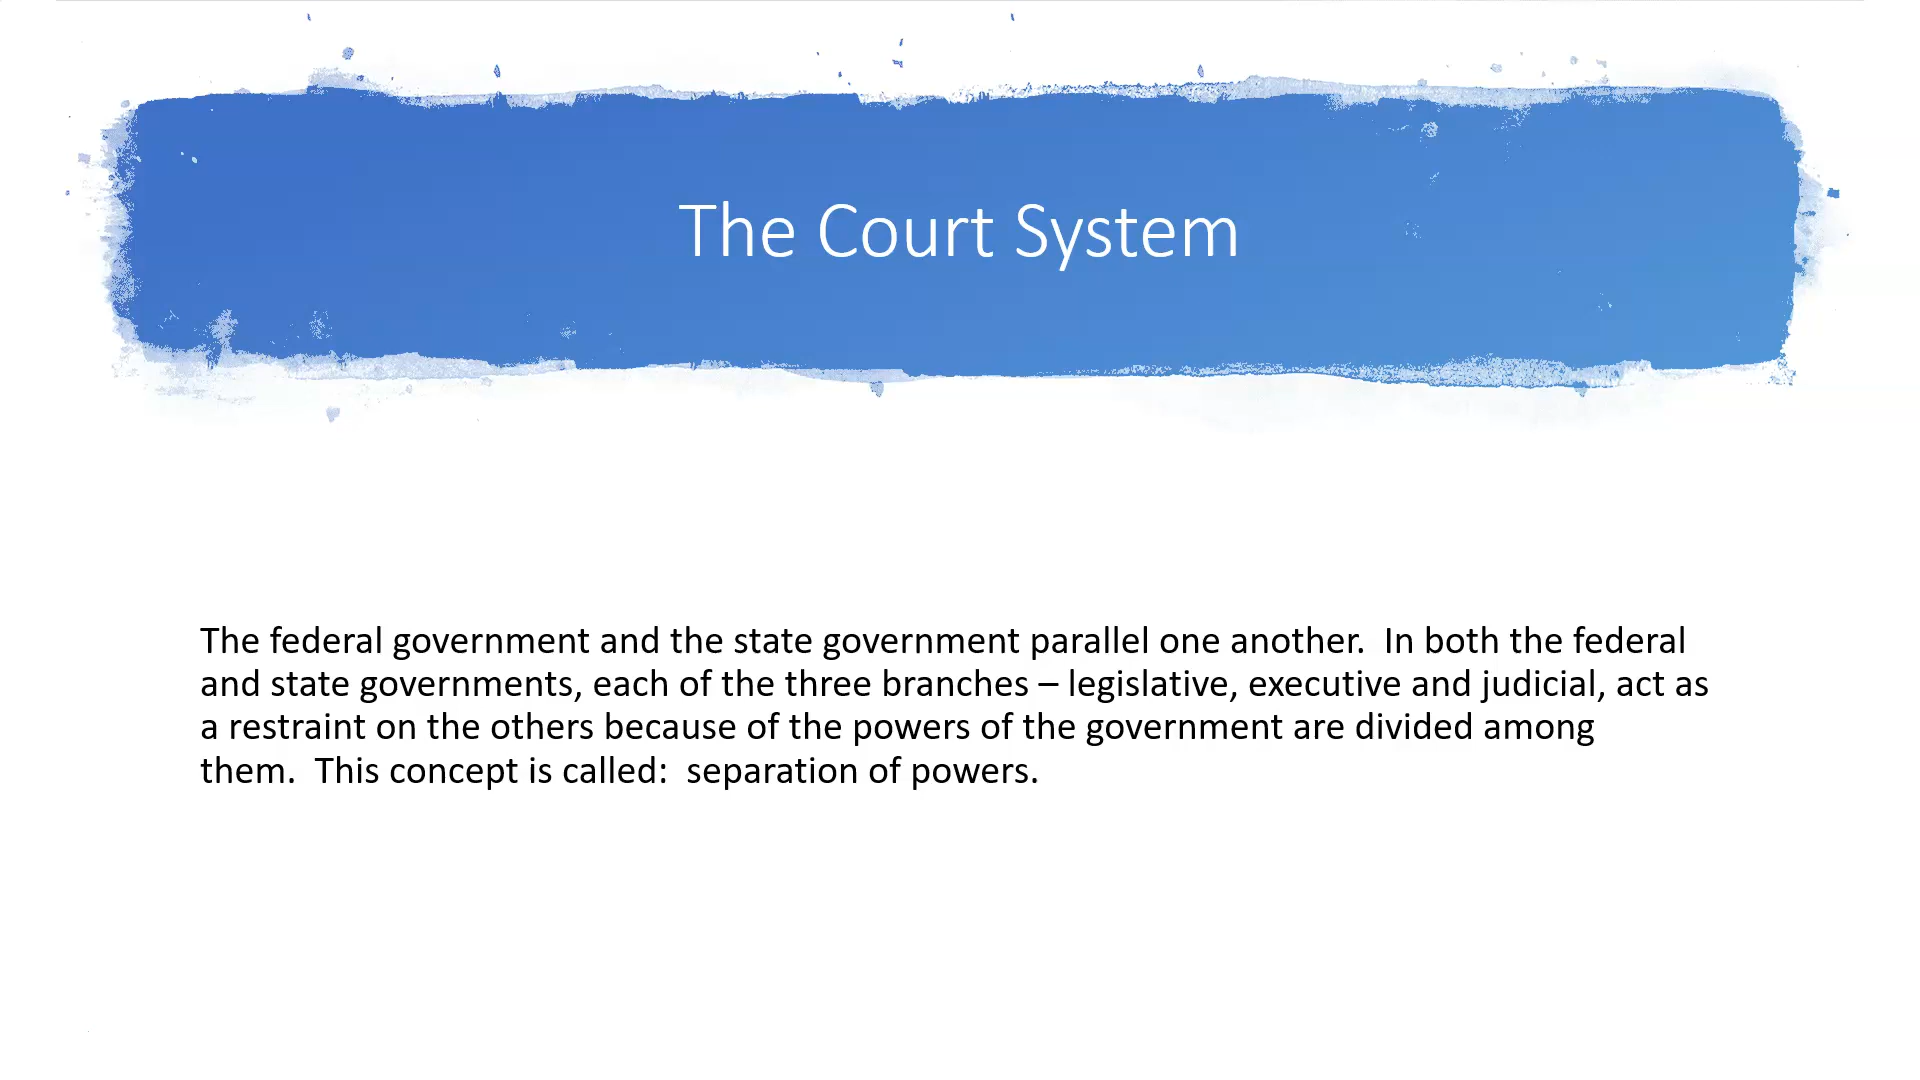 The Court System
The federal government and the state government parallel one another.  In both the federal
and state governments, each of the three branches – legislative, executive and judicial, act as
a restraint on the others because of the powers of the government are divided among
them.  This concept is called:  separation of powers.